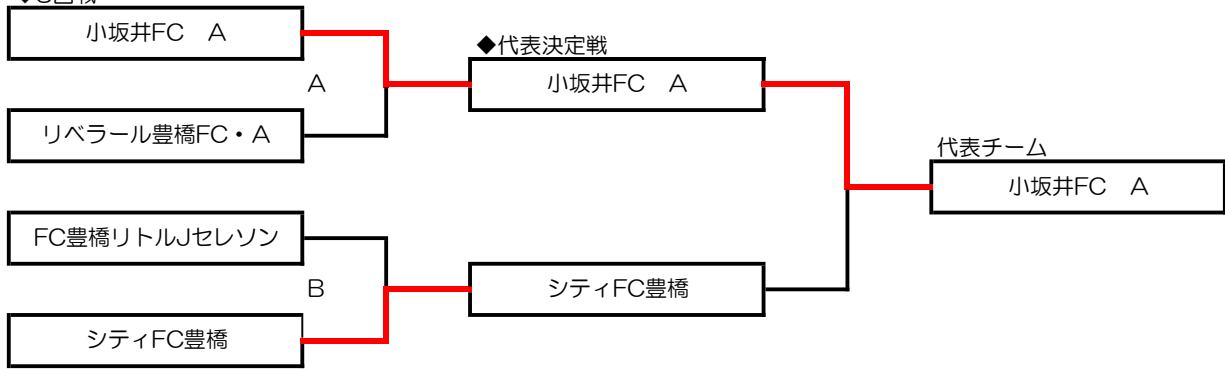 小坂井FC　A
◆代表決定戦
小坂井FC　A
A
リベラール豊橋FC・A
代表チーム
小坂井FC　A
FC豊橋リトルJセレソン
B
シティFC豊橋
シティFC豊橋